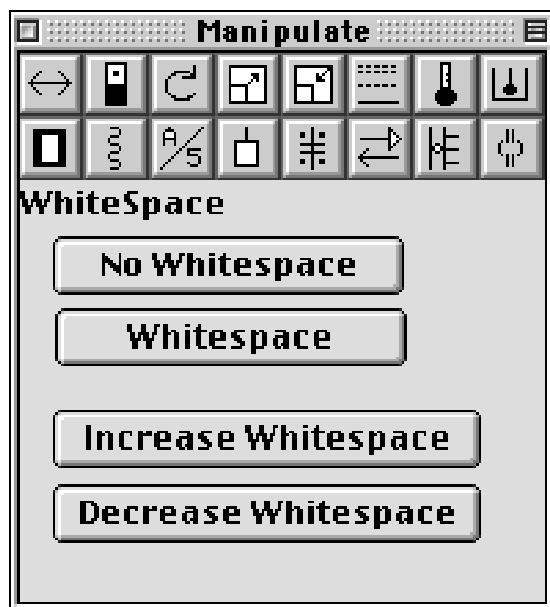 Manipulate
A/S
WhiteSpace
No Whitespace
Whitespace
Increase Whitespace
Decrease Whitespace